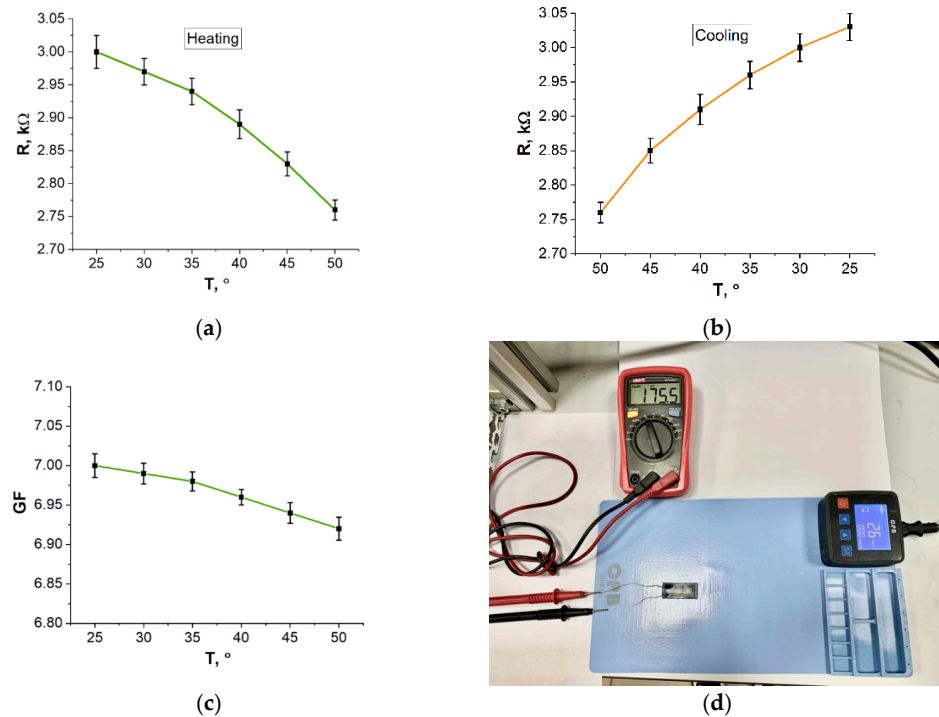 3.05
3.00
2.95
2.90
2.85
2.80
2.75
2.70
R, kΩ
Heating
25 30 35 40 45 50
T, °
(a)
3.05
3.00
2.95
2.90
2.85
2.80
2.75
2.70
R, kΩ
Cooling
50 45 40 35 30 25
T, °
(b)
7.10
7.05
7.00
6.95
6.90
6.85
6.80
GF
25 30 35 40 45 50
T, °
(c)
175.5
CPB
26
000
CPB
(d)